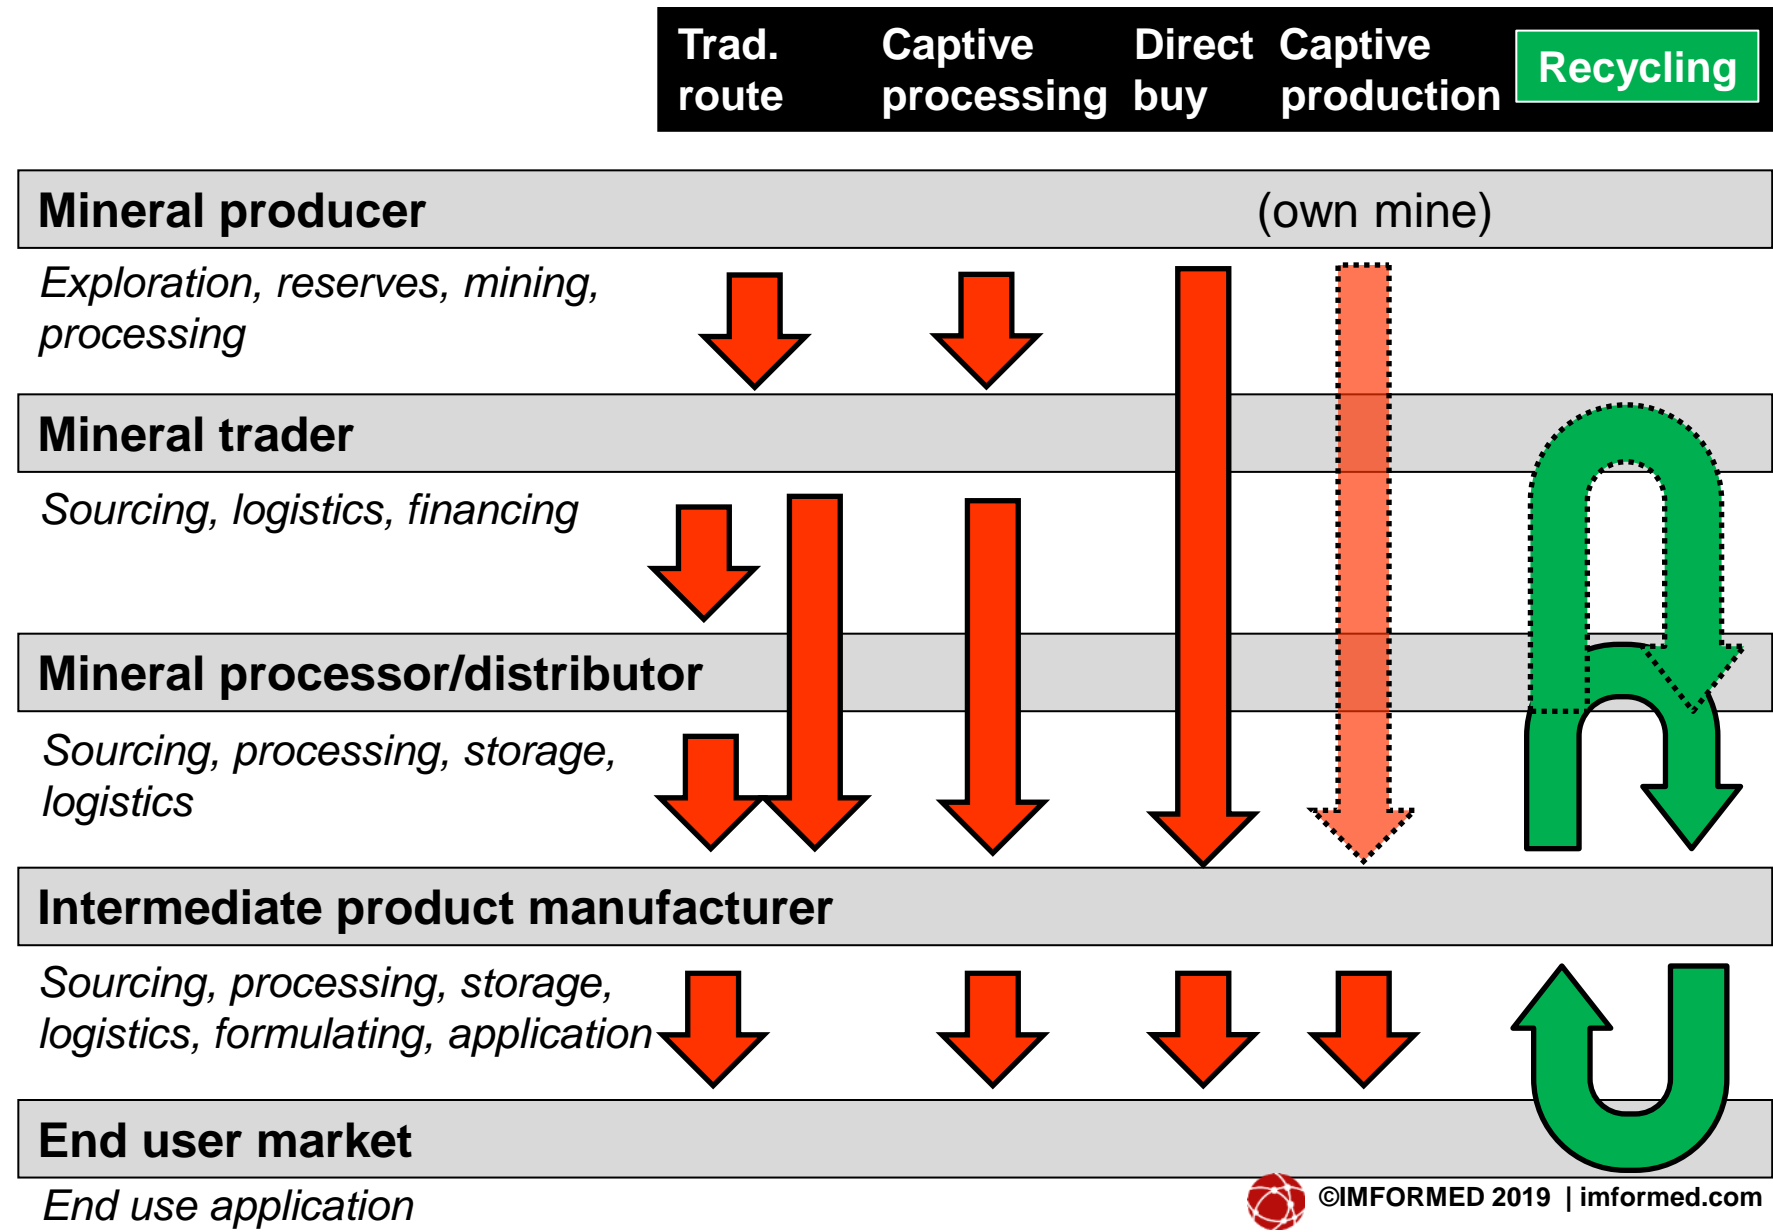 Trad. route
Captive processing
Direct buy
Captive production
Recycling
Mineral producer
(own mine)
Exploration, reserves, mining,
processing
Mineral trader
Sourcing, logistics, financing
Mineral processor/distributor
Sourcing, processing, storage,
logistics
Intermediate product manufacturer
Sourcing, processing, storage,
logistics, formulating, application
End user market
End use application
©IMFORMED 2019 | imformed.com